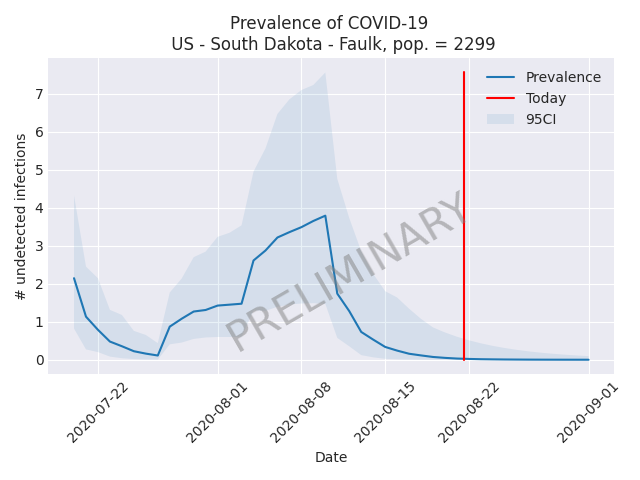 Prevalence of COVID-19
US - South Dakota - Faulk, pop. = 2299
# undetected infections
7
6
5
4
3
2
1
0
Prevalence
Today
95CI
PRELIMINARY
2020-07-22
2020-08-01
2020-08-08
2020-08-15
2020-08-22
2020-09-01
Date